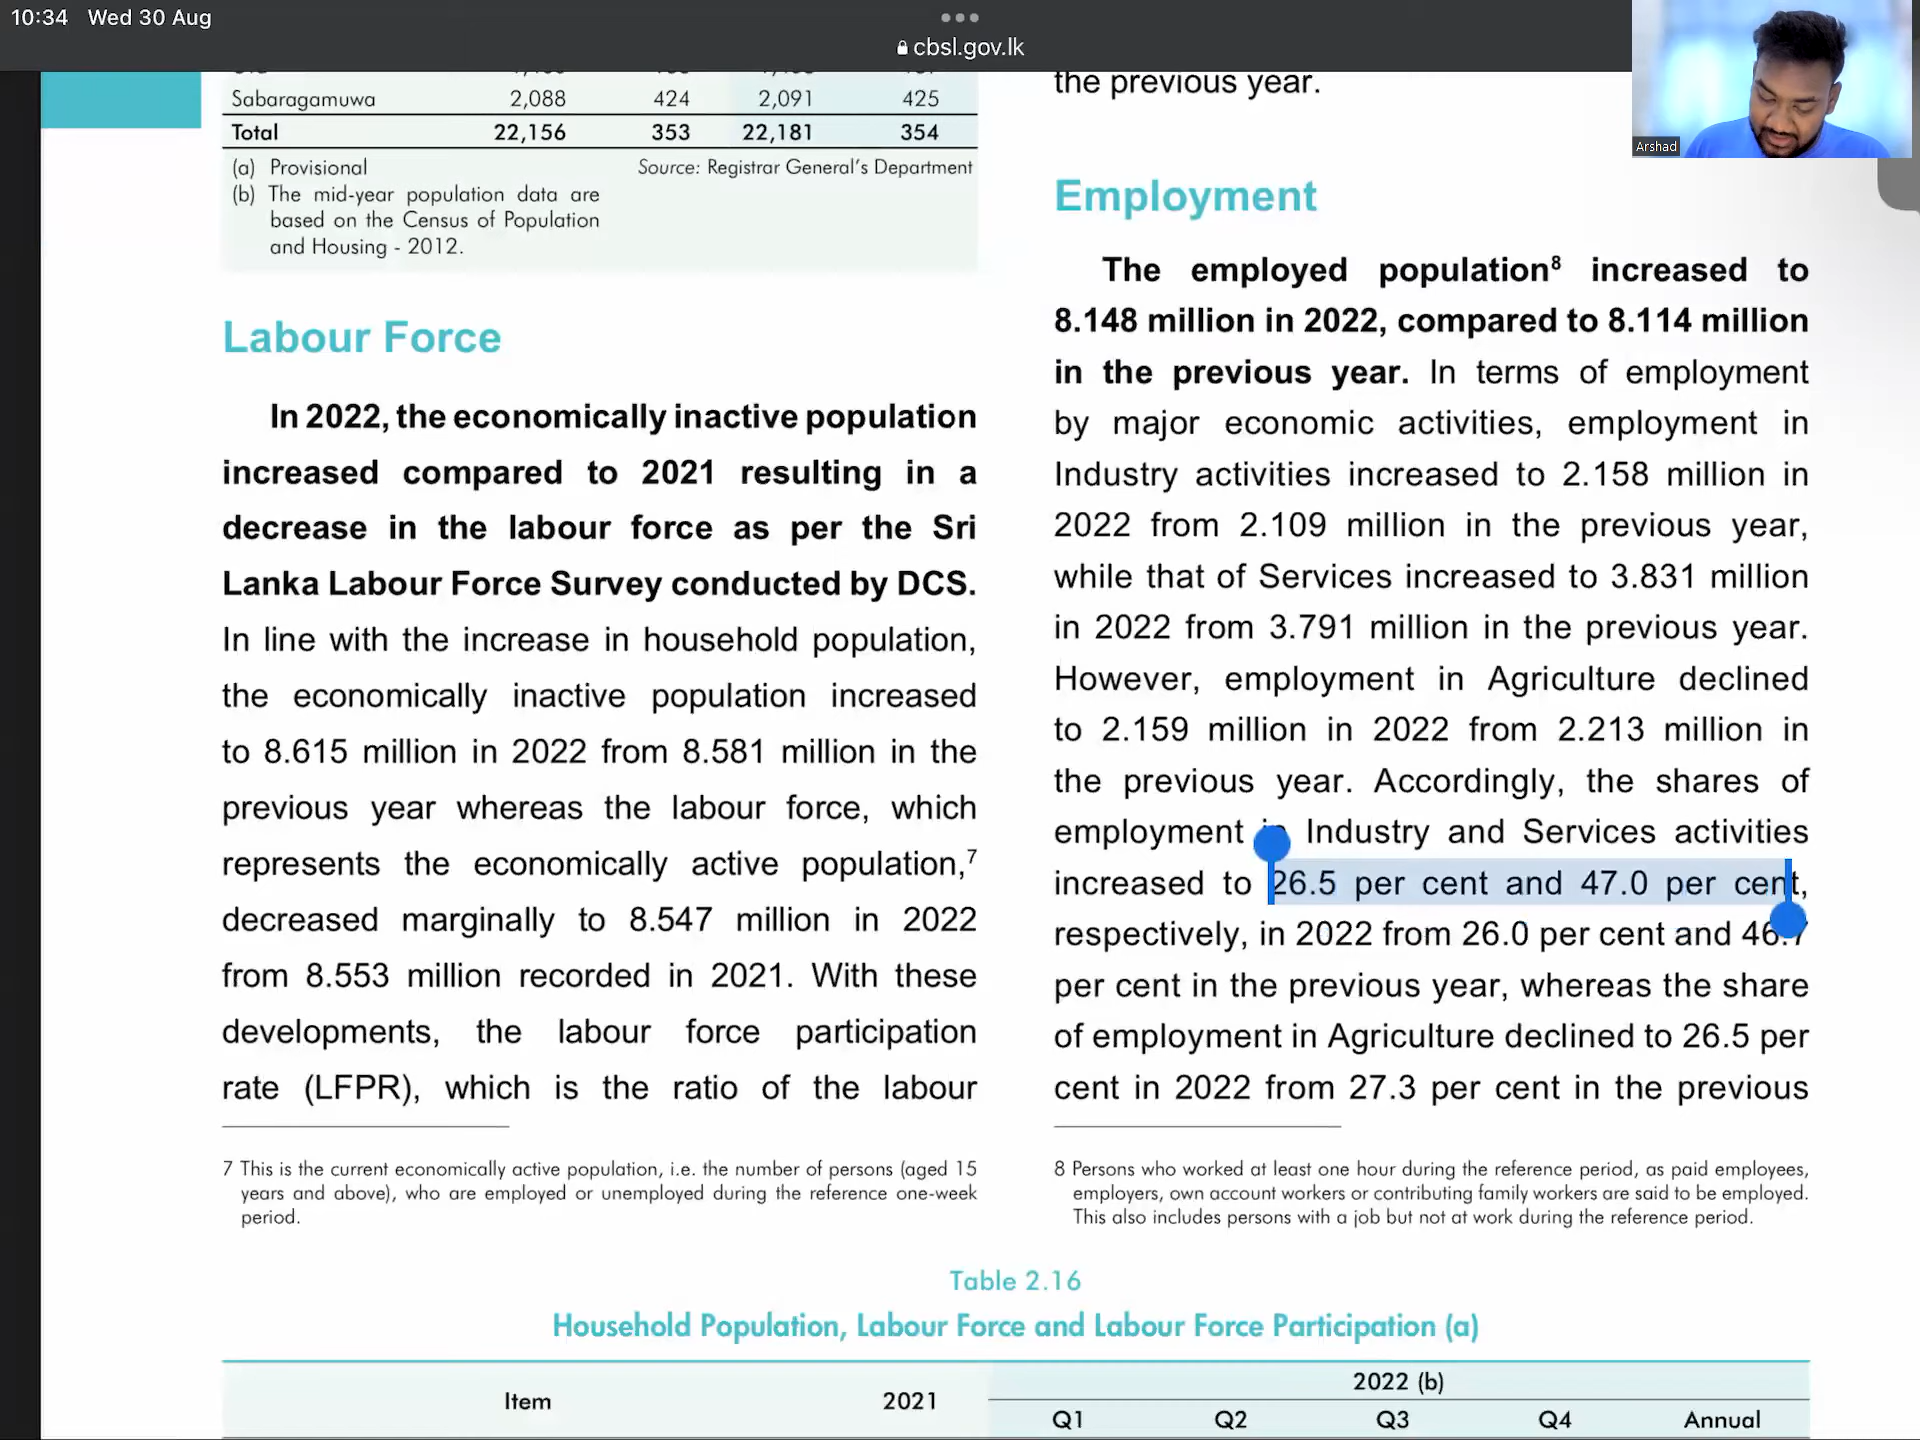 10:34 Wed 30 Aug
cbsl.gov.lk
Arshad
Sabaragamuwa 2,088 424 2,091 425
Total 22,156 353 22,181 354
(a) Provisional Source: Registrar General's Department
(b) The mid-year population data are
based on the Census of Population
and Housing - 2012.
Labour Force
In 2022, the economically inactive population
increased compared to 2021 resulting in a
decrease in the labour force as per the Sri
Lanka Labour Force Survey conducted by DCS.
In line with the increase in household population,
the economically inactive population increased
to 8.615 million in 2022 from 8.581 million in the
previous year whereas the labour force, which
represents the economically active population,7
decreased marginally to 8.547 million in 2022
from 8.553 million recorded in 2021. With these
developments, the labour force participation
rate (LFPR), which is the ratio of the labour
7 This is the current economically active population, i.e. the number of persons (aged 15
years and above), who are employed or unemployed during the reference one-week
period.
the previous year.
Employment
The employed population8 increased to
8.148 million in 2022, compared to 8.114 million
in the previous year. In terms of employment
by major economic activities, employment in
Industry activities increased to 2.158 million in
2022 from 2.109 million in the previous year,
while that of Services increased to 3.831 million
in 2022 from 3.791 million in the previous year.
However, employment in Agriculture declined
to 2.159 million in 2022 from 2.213 million in
the previous year. Accordingly, the shares of
employment in Industry and Services activities
increased to 26.5 per cent and 47.0 per cent,
respectively, in 2022 from 26.0 per cent and 46.7
per cent in the previous year, whereas the share
of employment in Agriculture declined to 26.5 per
cent in 2022 from 27.3 per cent in the previous
8 Persons who worked at least one hour during the reference period, as paid employees,
employers, own account workers or contributing family workers are said to be employed.
This also includes persons with a job but not at work during the reference period.
Table 2.16
Household Population, Labour Force and Labour Force Participation (a)
Item 2021 2022 (b)
Q1 Q2 Q3 Q4 Annual